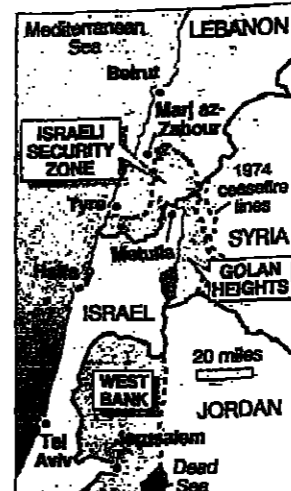 Mediterranean
Sea
LEBANON
Beirut
Marj az-
Zahour
ISRAELI
SECURITY
ZONE
1974
ceasefire
lines
Tyre
SYRIA
Metulla
Haifa
GOLAN
HEIGHTS
ISRAEL
20 miles
WEST
BANK
JORDAN
Tel
Aviv
Jerusalem
Dead
Sea